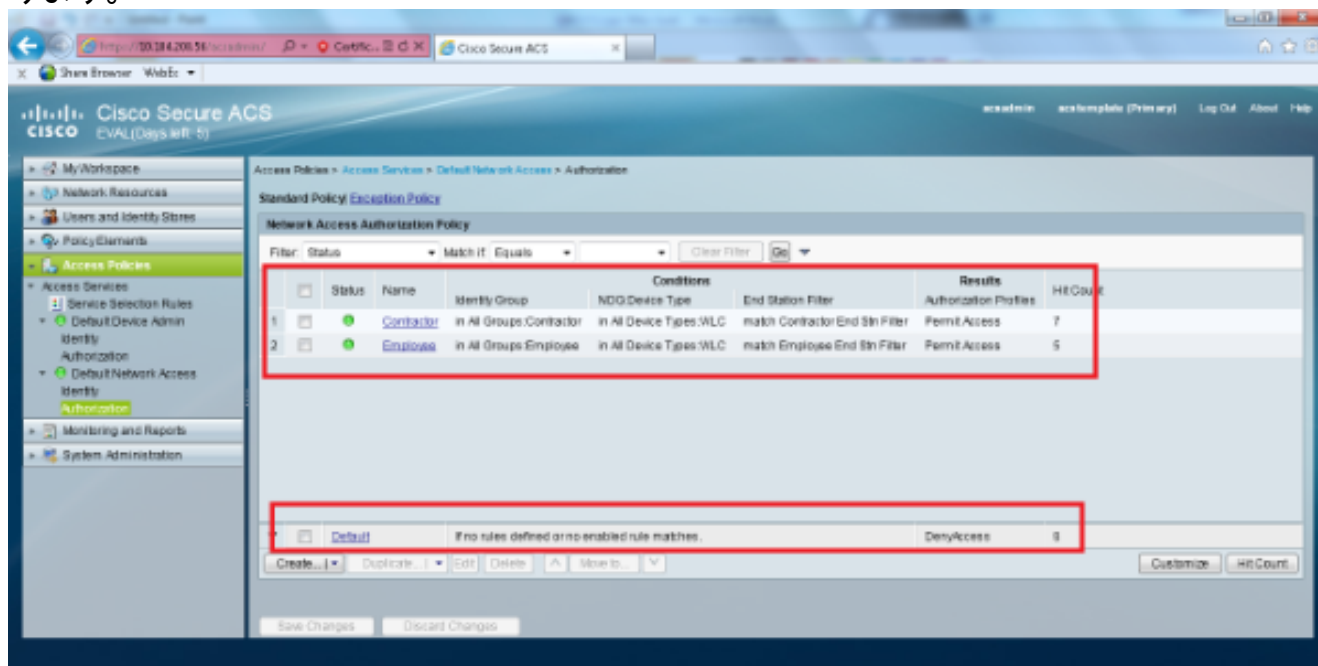 Cisco Secure ACS
Share Browser WebEx
Cisco Secure ACS
CISCO EVAL(Days left: 5)
acsadmin acstemplate (Primary) Log Out About Help
My Workspace
Network Resources
Users and Identity Stores
Policy Elements
Access Policies
Access Services
Service Selection Rules
Default Device Admin
Identity
Authorization
Default Network Access
Identity
Authorization
Monitoring and Reports
System Administration
Access Policies > Access Services > Default Network Access > Authorization
Standard Policy| Exception Policy
Network Access Authorization Policy
Filter: Status Match if: Equals Clear Filter Go
Conditions Results
Status Name Identity Group NDG:Device Type End Station Filter Authorization Profiles Hit Count
1 Contractor in All Groups:Contractor in All Device Types:WLC match Contractor End Stn Filter Permit Access 7
2 Employee in All Groups:Employee in All Device Types:WLC match Employee End Stn Filter Permit Access 5
Default If no rules defined or no enabled rule matches. DenyAccess
Create... Duplicate... Edit Delete Move to... Customize Hit Count
Save Changes Discard Changes